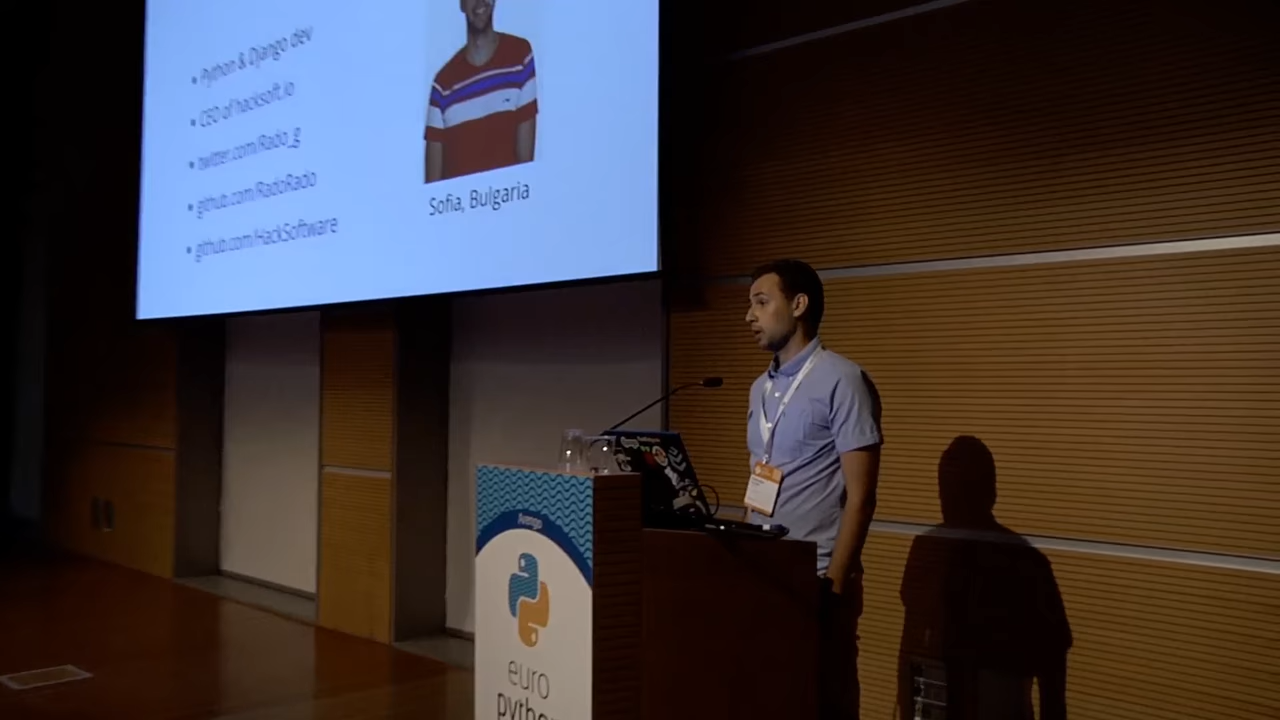 • Python & Django dev
• CEO of hacksoft.io
• twitter.com/Rado_g
• github.com/RadoRado
• github.com/HackSoftware
Sofia, Bulgaria
euro